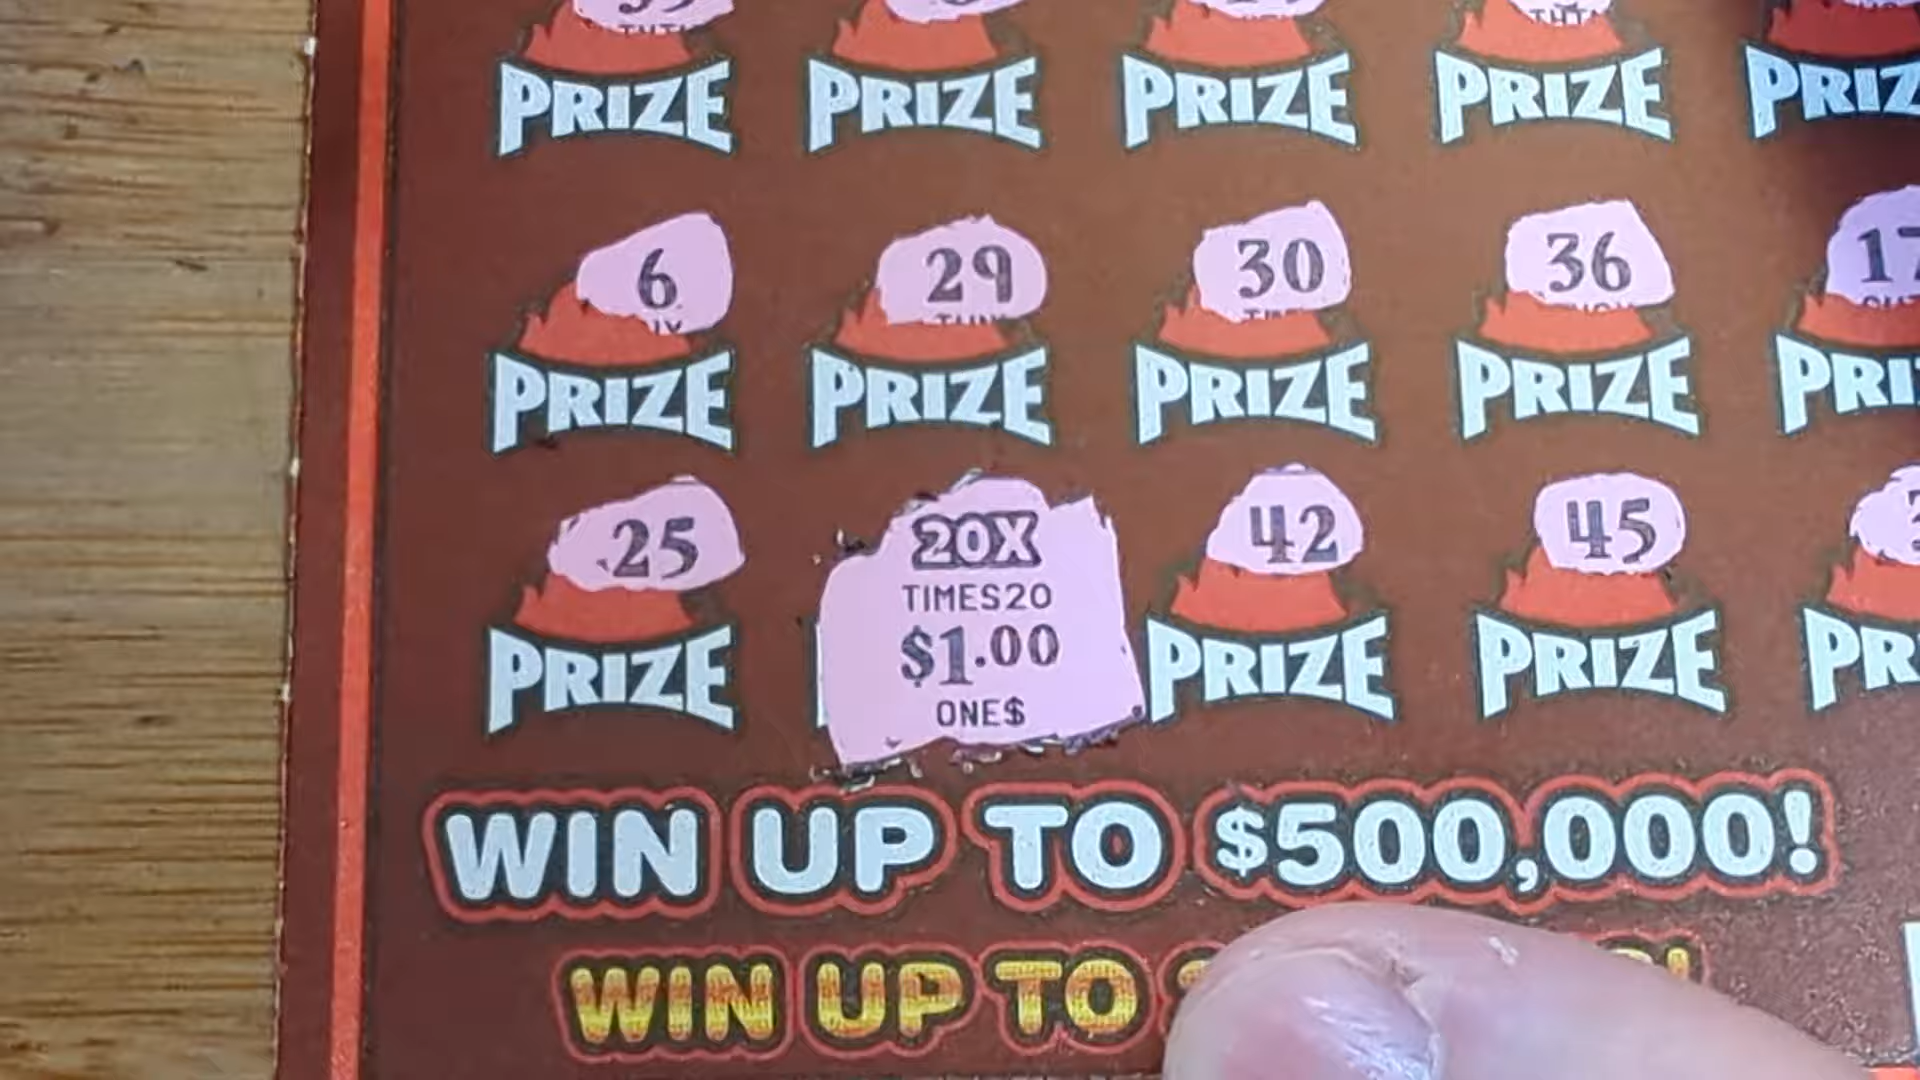 PRIZE PRIZE PRIZE PRIZE
6 29 30 36 17
PRIZE PRIZE PRIZE PRIZE
25 20X 42 45
TIMES20
$1.00
ONE$
PRIZE PRIZE PRIZE
WIN UP TO $500,000!
WIN UP TO